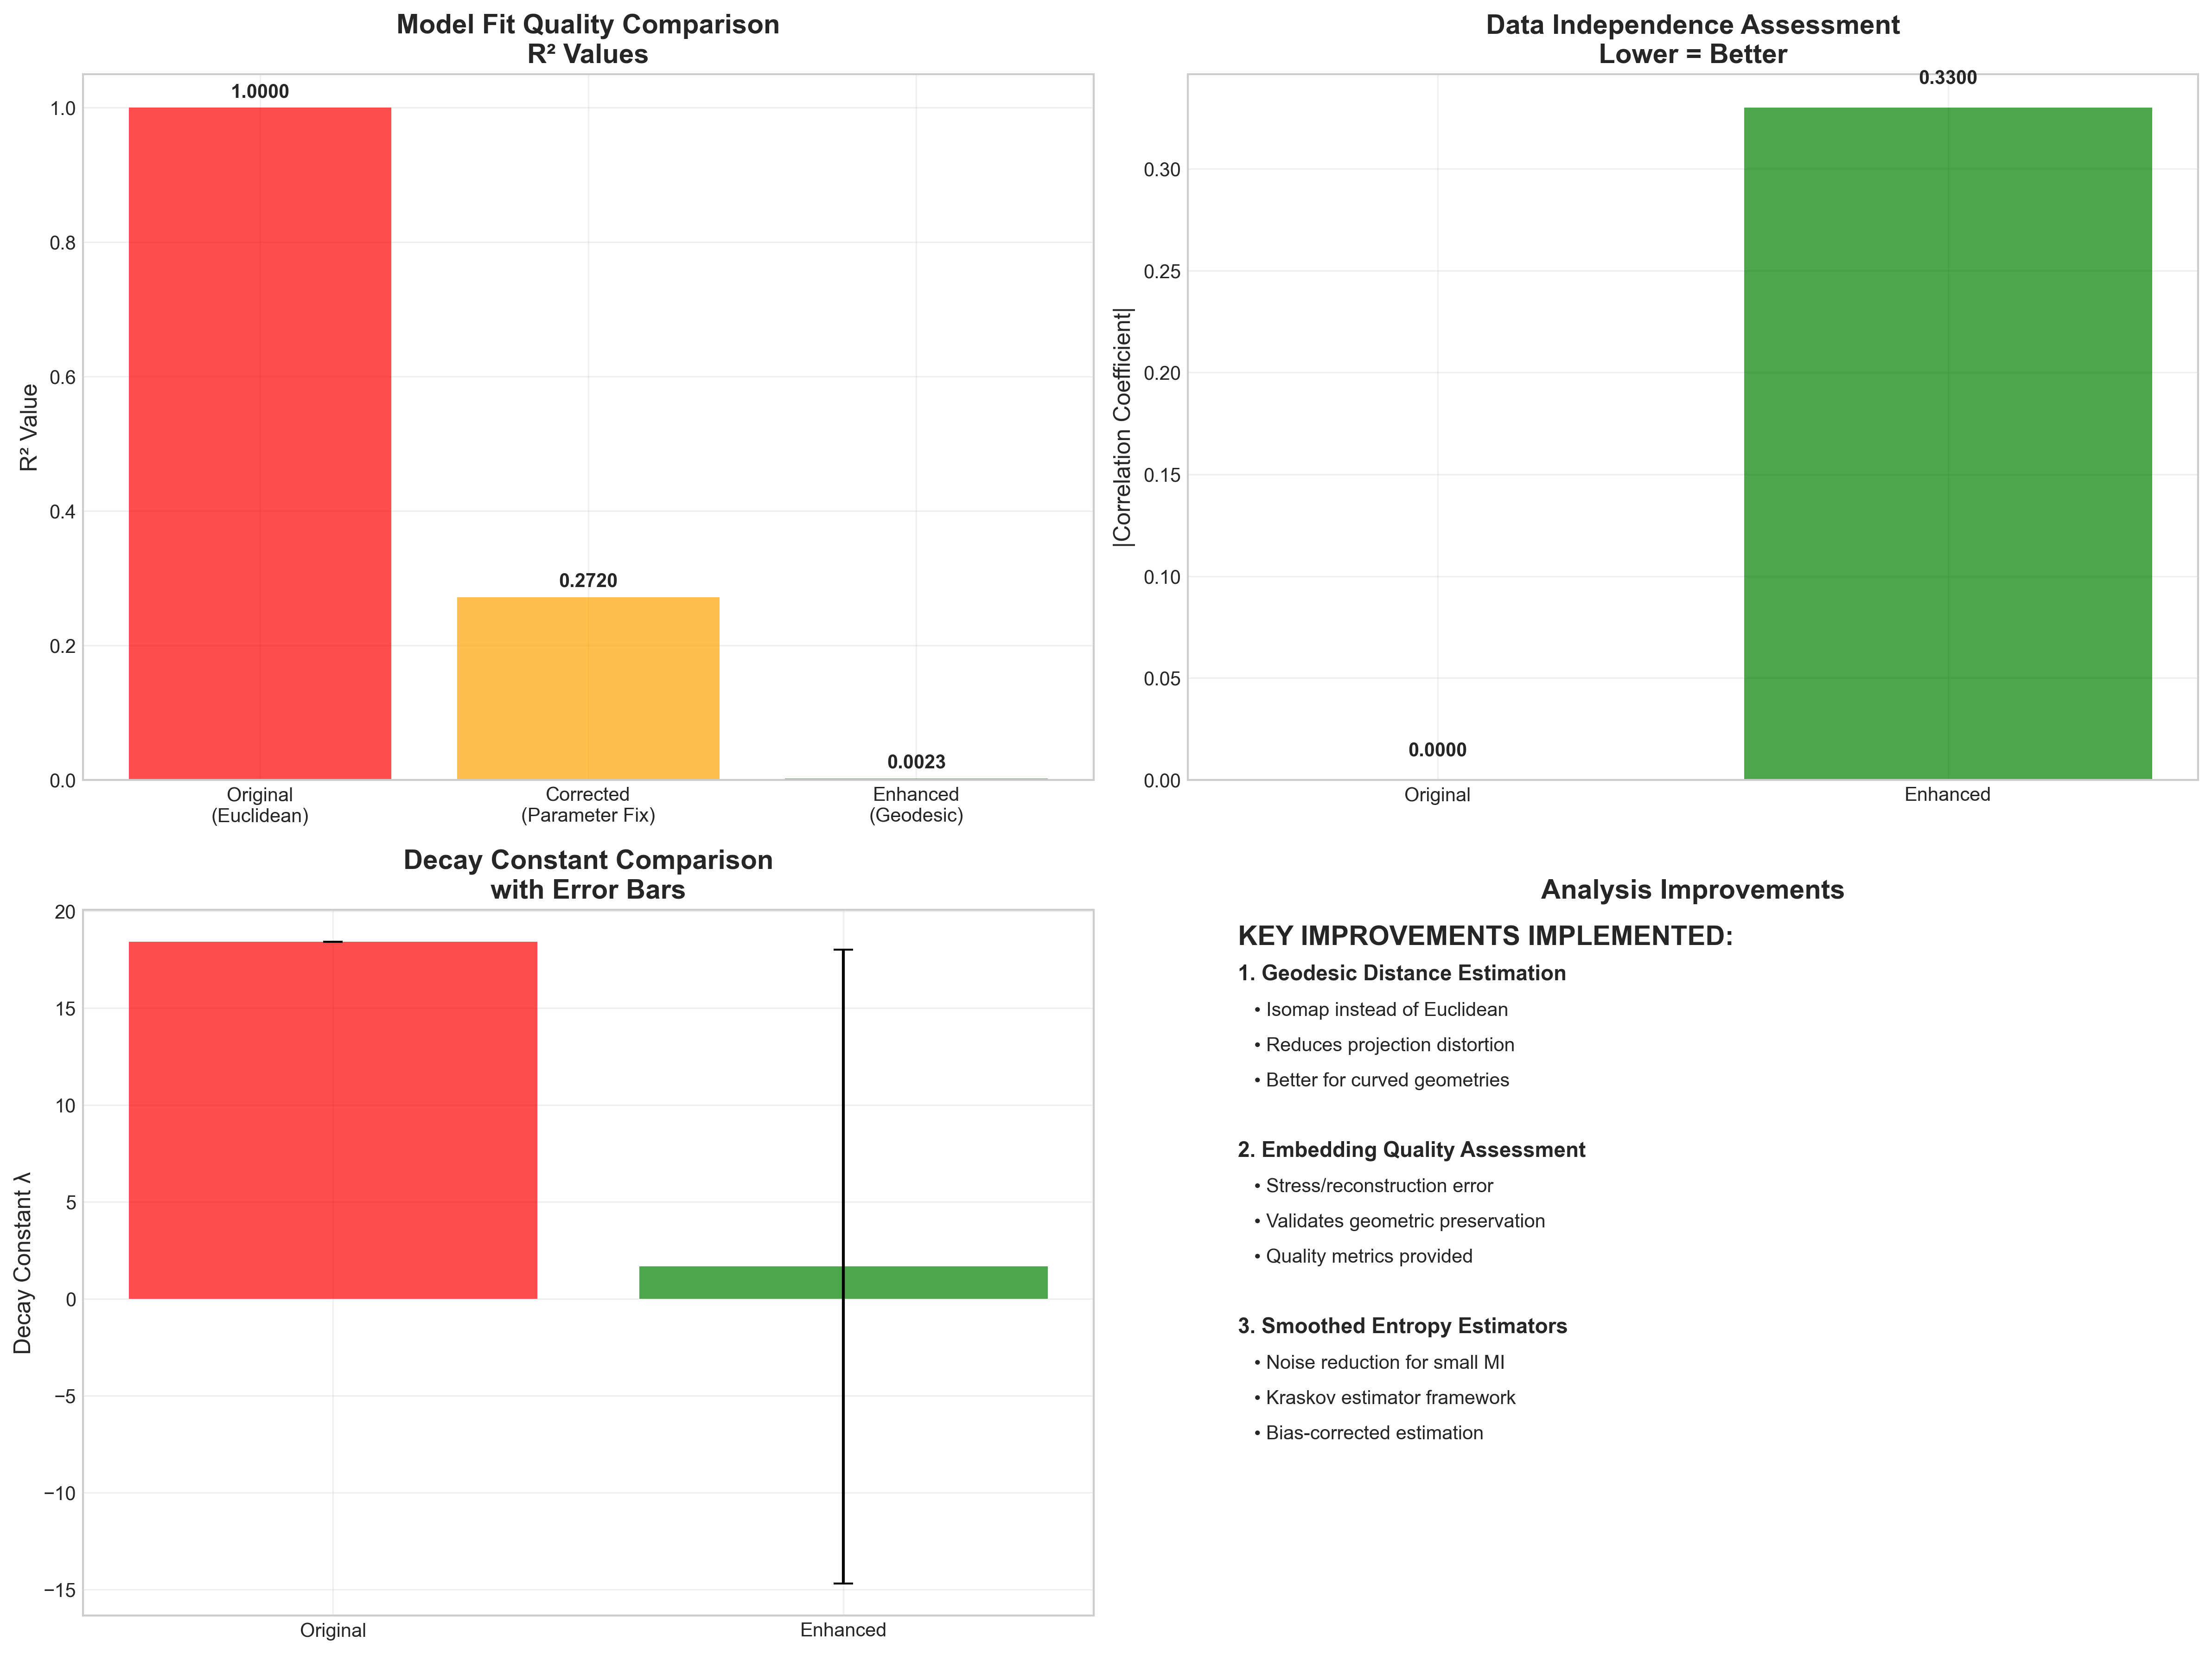 Model Fit Quality Comparison
R² Values
1.0000
0.2720
0.0023
1.0
0.8
0.6
0.4
0.2
0.0
R² Value
Original
(Euclidean)
Corrected
(Parameter Fix)
Enhanced
(Geodesic)
Data Independence Assessment
Lower = Better
0.3300
0.0000
0.30
0.25
0.20
0.15
0.10
0.05
0.00
|Correlation Coefficient|
Original
Enhanced
Decay Constant Comparison
with Error Bars
20
15
10
5
0
−5
−10
−15
Decay Constant λ
Original
Enhanced
Analysis Improvements
KEY IMPROVEMENTS IMPLEMENTED:
1. Geodesic Distance Estimation
• Isomap instead of Euclidean
• Reduces projection distortion
• Better for curved geometries
2. Embedding Quality Assessment
• Stress/reconstruction error
• Validates geometric preservation
• Quality metrics provided
3. Smoothed Entropy Estimators
• Noise reduction for small MI
• Kraskov estimator framework
• Bias-corrected estimation